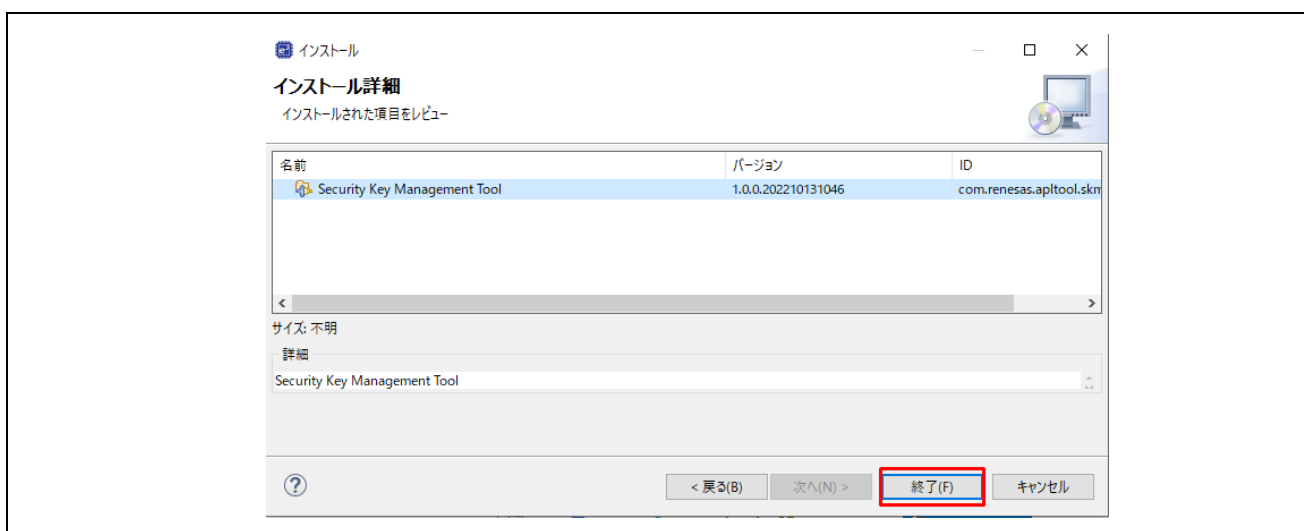 インストール
インストール詳細
インストールされた項目をレビュー
名前 バージョン ID
Security Key Management Tool 1.0.0.202210131046 com.renesas.apltool.skm
サイズ: 不明
詳細
Security Key Management Tool
< 戻る(B) 次へ(N) > 終了(F) キャンセル